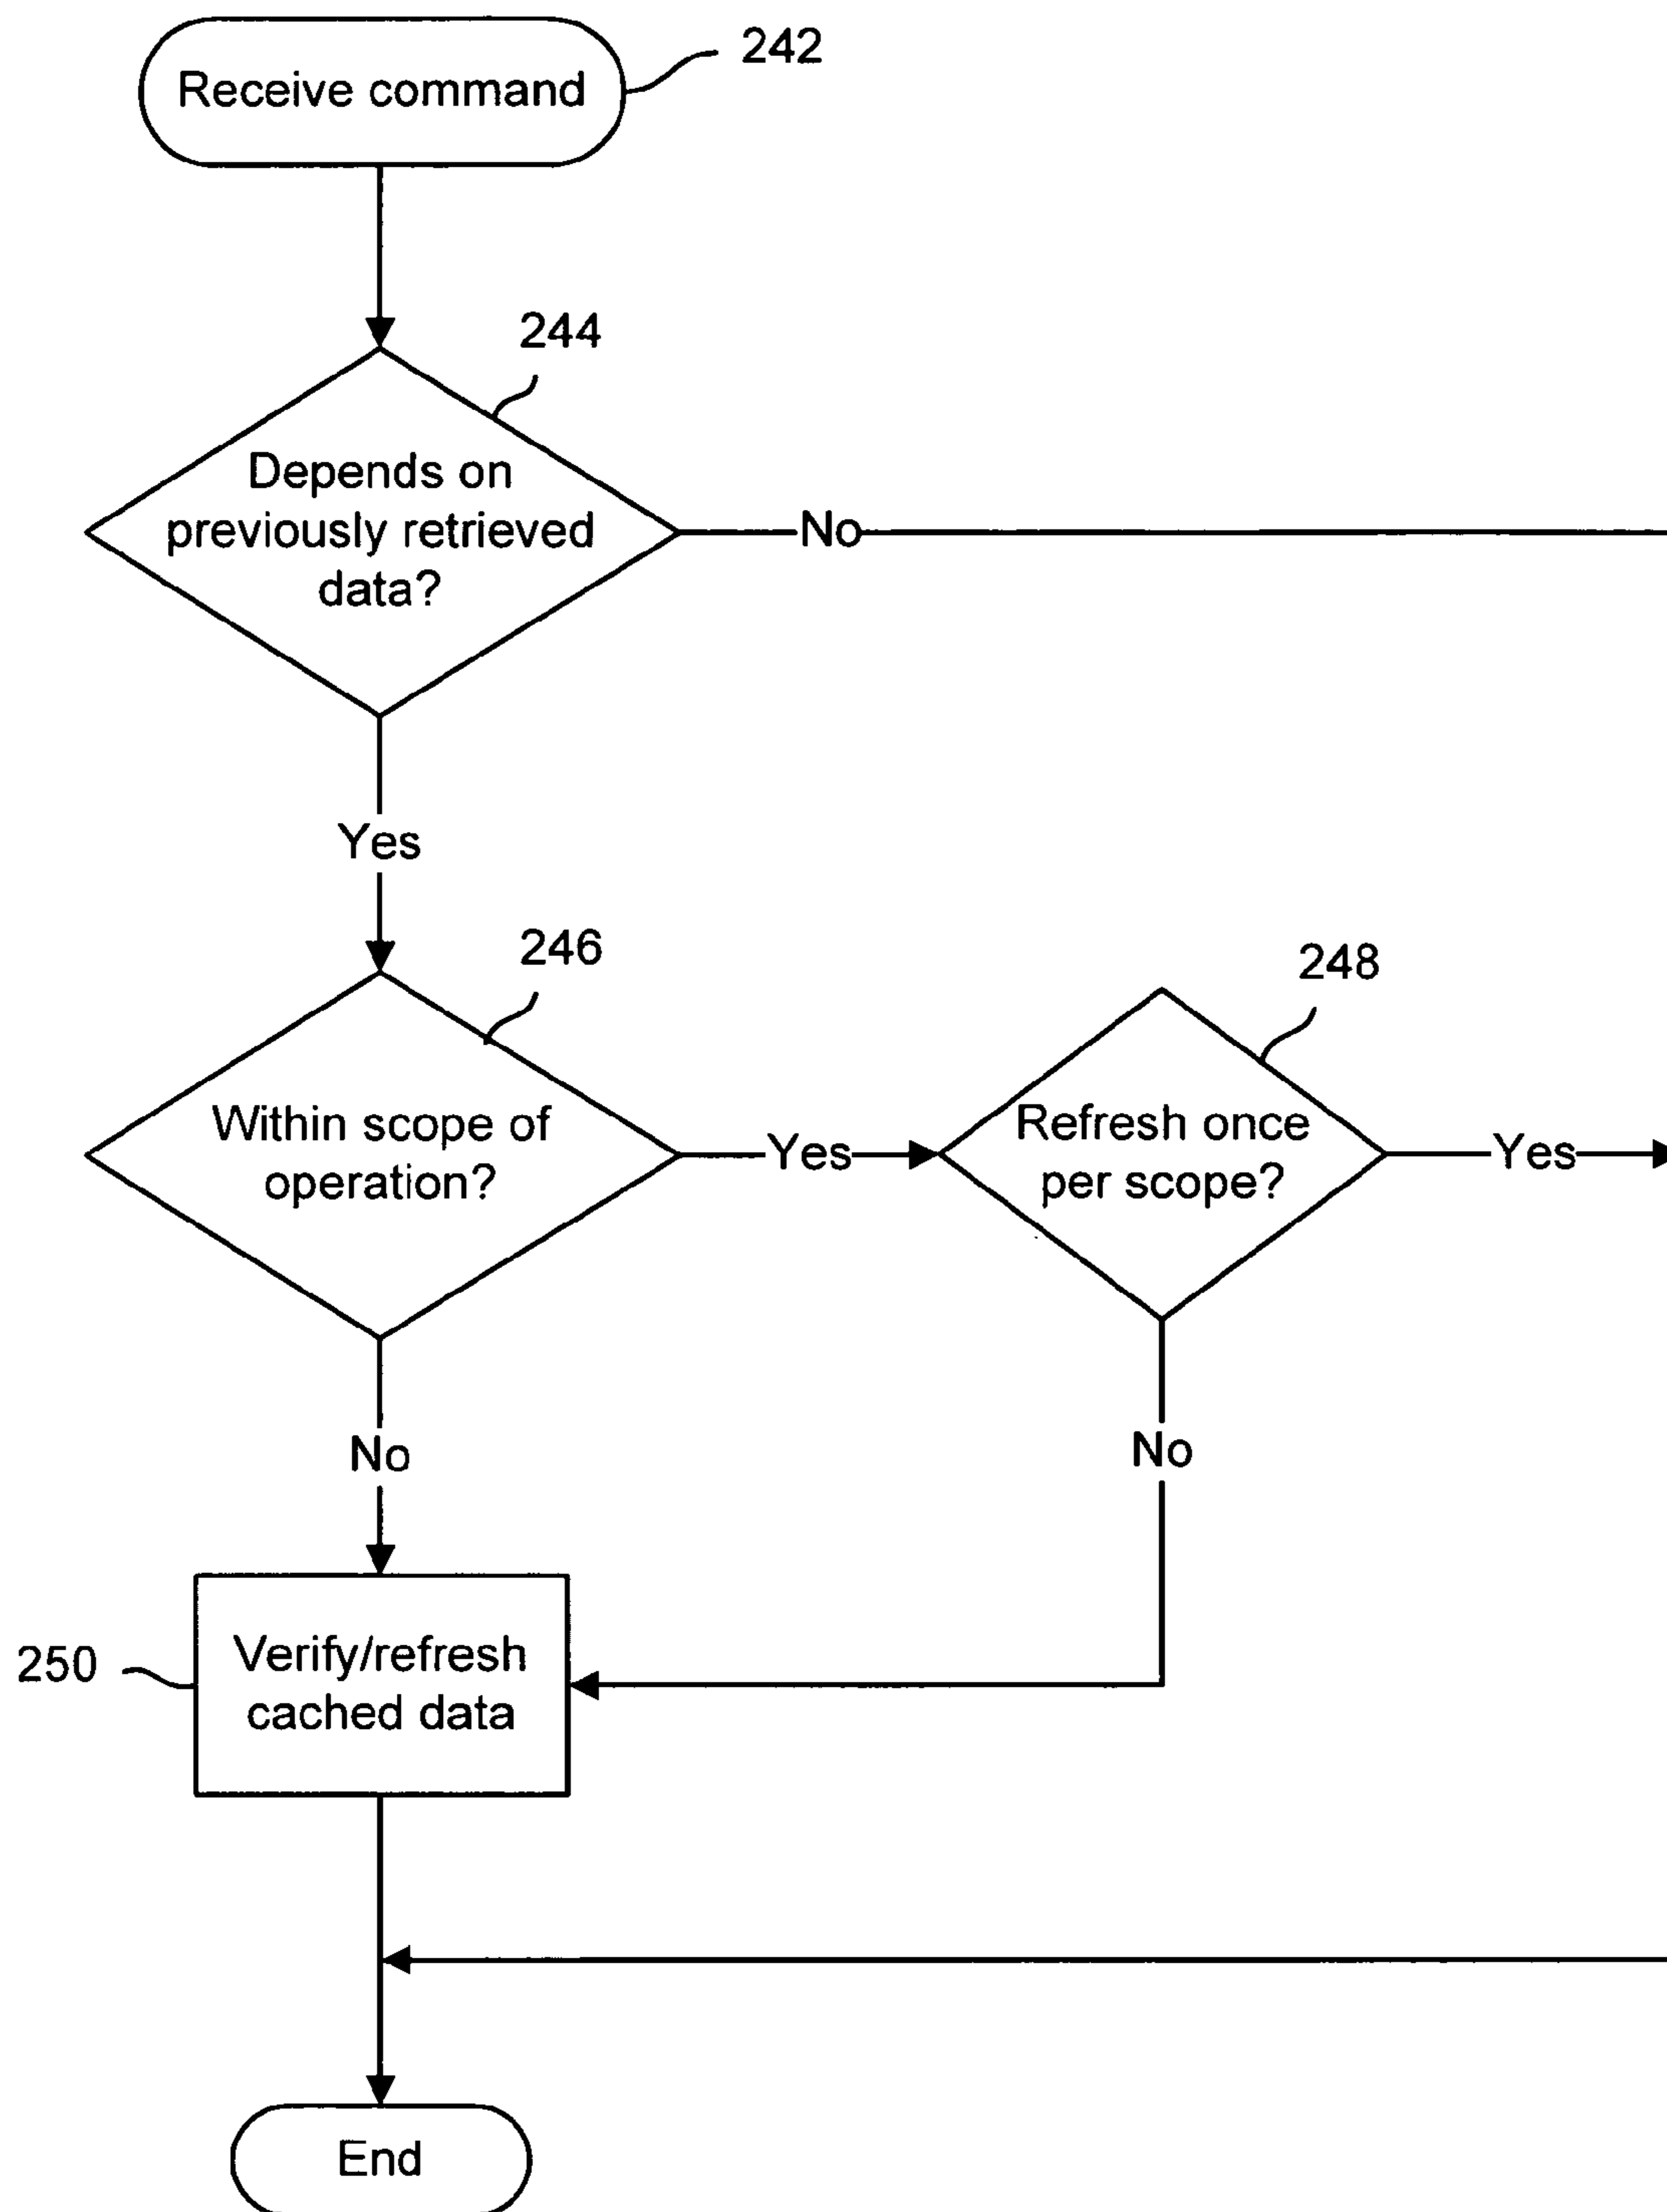 242
Receive command
244
Depends on
previously retrieved
data?
No
Yes
246
248
Within scope of
operation?
Yes
Refresh once
per scope?
Yes
No
No
250
Verify/refresh
cached data
End